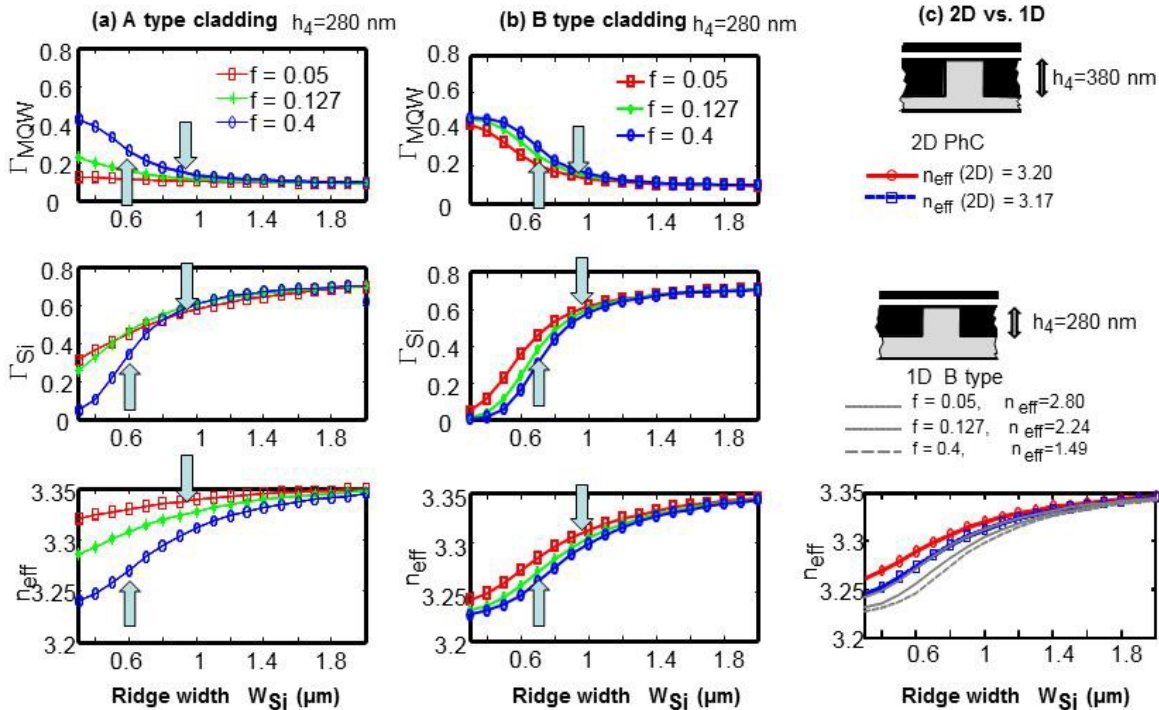 (a) A type cladding h4=280 nm
(b) B type cladding h4=280 nm
(c) 2D vs. 1D
0.8
0.6
0.4
0.2
0
ΓMQW
f = 0.05
f = 0.127
f = 0.4
0.6 1 1.4 1.8
0.8
0.6
0.4
0.2
0
ΓMQW
f = 0.05
f = 0.127
f = 0.4
0.6 1 1.4 1.8
h4=380 nm
2D PhC
neff (2D) = 3.20
neff (2D) = 3.17
0.8
0.6
0.4
0.2
0
ΓSi
0.6 1 1.4 1.8
0.8
0.6
0.4
0.2
0
ΓSi
0.6 1 1.4 1.8
h4=280 nm
1D B type
f = 0.05, neff=2.80
f = 0.127, neff=2.24
f = 0.4, neff=1.49
3.35
3.3
3.25
3.2
neff
0.6 1 1.4 1.8
Ridge width WSi (μm)
3.35
3.3
3.25
3.2
neff
0.6 1 1.4 1.8
Ridge width WSi (μm)
3.35
3.3
3.25
3.2
neff
0.6 1 1.4 1.8
Ridge width WSi (μm)